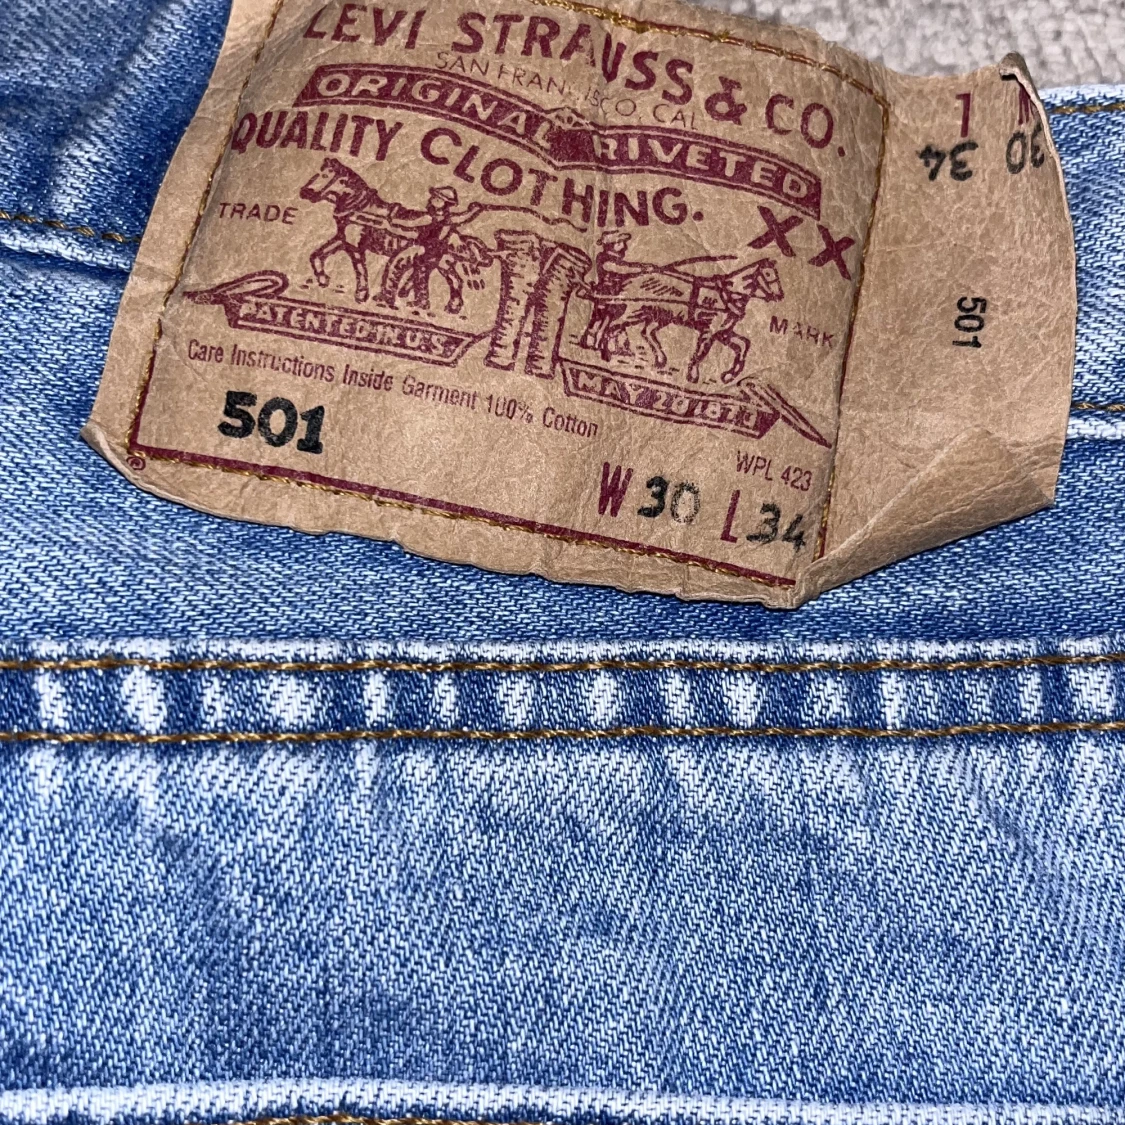 LEVI STRAUSS & CO.
SAN FRANCISCO, CAL
ORIGINAL RIVETED
QUALITY CLOTHING.
TRADE
XX
MARK
PATENTED IN U.S.
MAY 20 1873
Care Instructions Inside Garment 100% Cotton
501
WPL 423
W 30 L 34
®
L
34
W
30
501